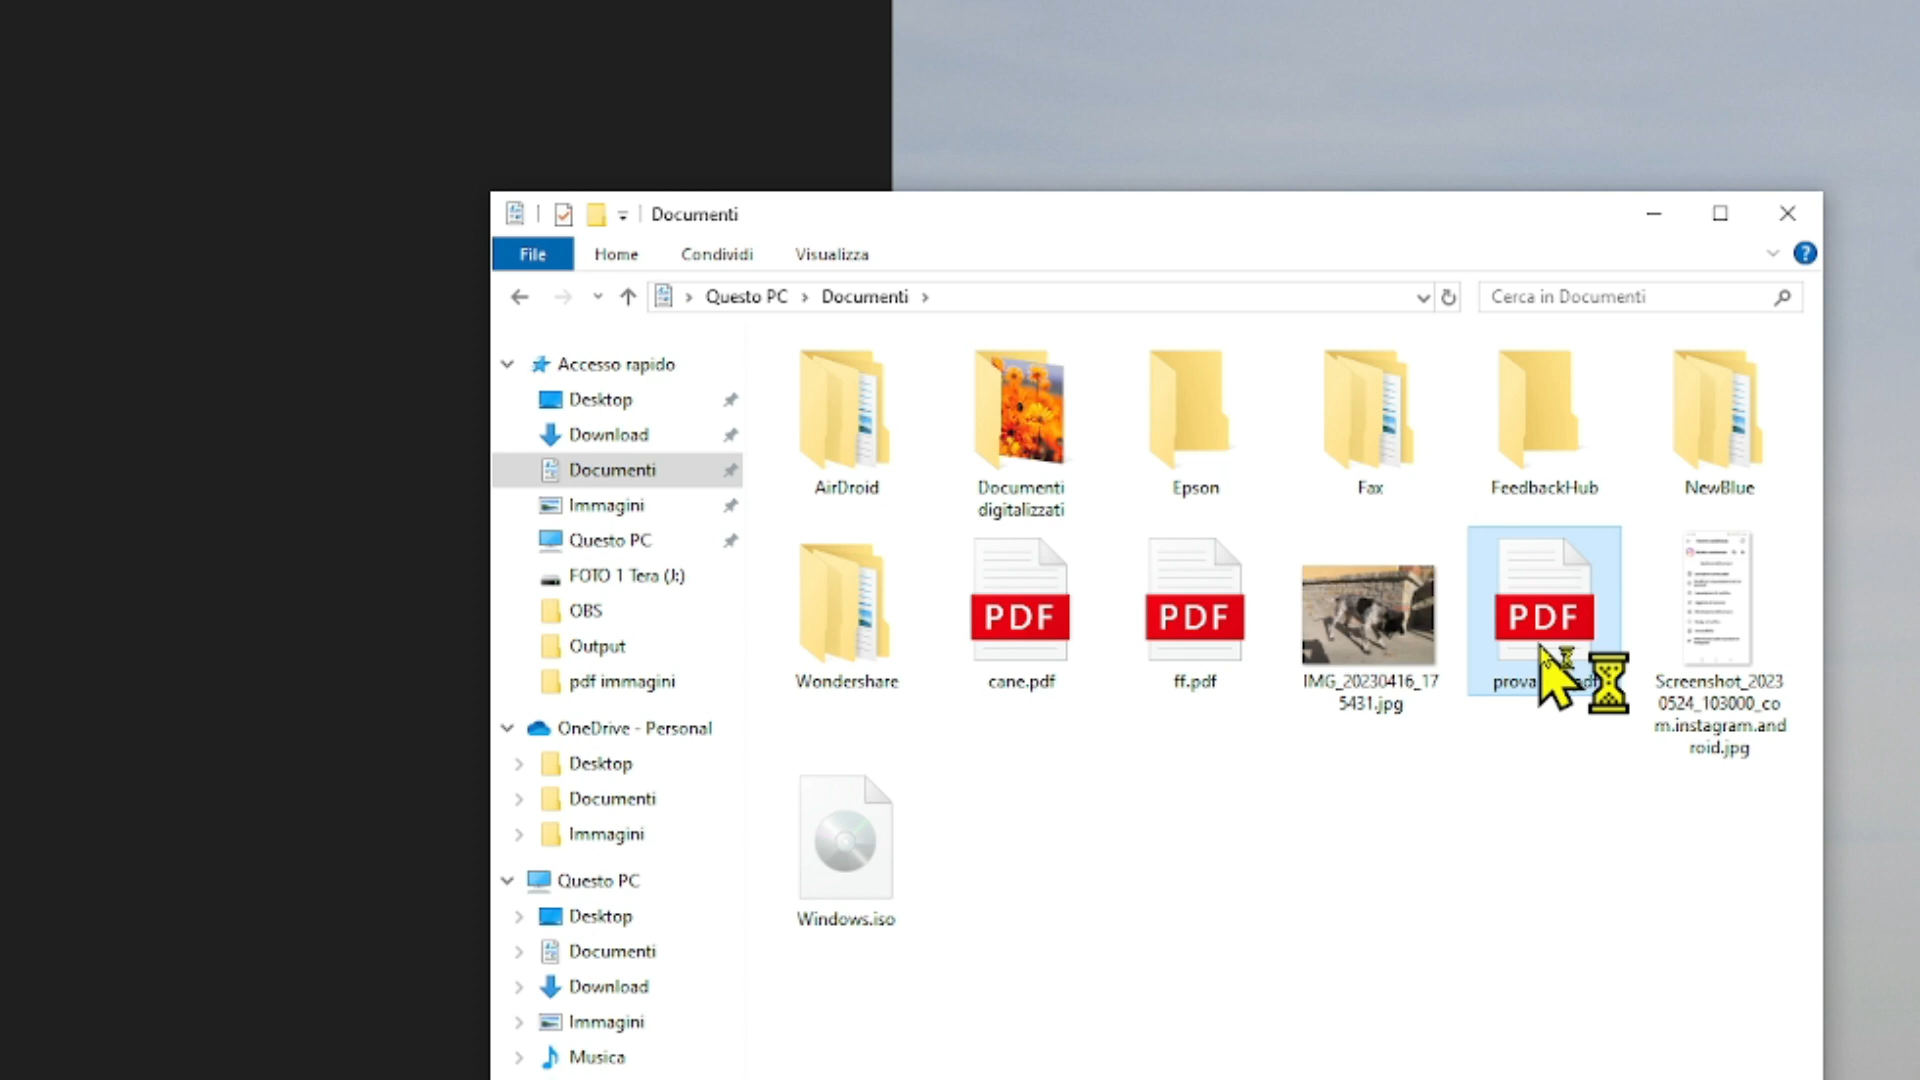 Documenti
File Home Condividi Visualizza
Questo PC Documenti Cerca in Documenti
Accesso rapido
Desktop
Download
Documenti
Immagini
Questo PC
FOTO 1 Tera (J:)
OBS
Output
pdf immagini
OneDrive - Personal
Desktop
Documenti
Immagini
Questo PC
Desktop
Documenti
Download
Immagini
Musica
AirDroid
Documenti
digitalizzati
Epson
Fax
FeedbackHub
NewBlue
Wondershare
PDF
cane.pdf
PDF
ff.pdf
IMG_20230416_17
5431.jpg
PDF
Screenshot_2023
0524_103000_co
m.instagram.and
roid.jpg
Windows.iso